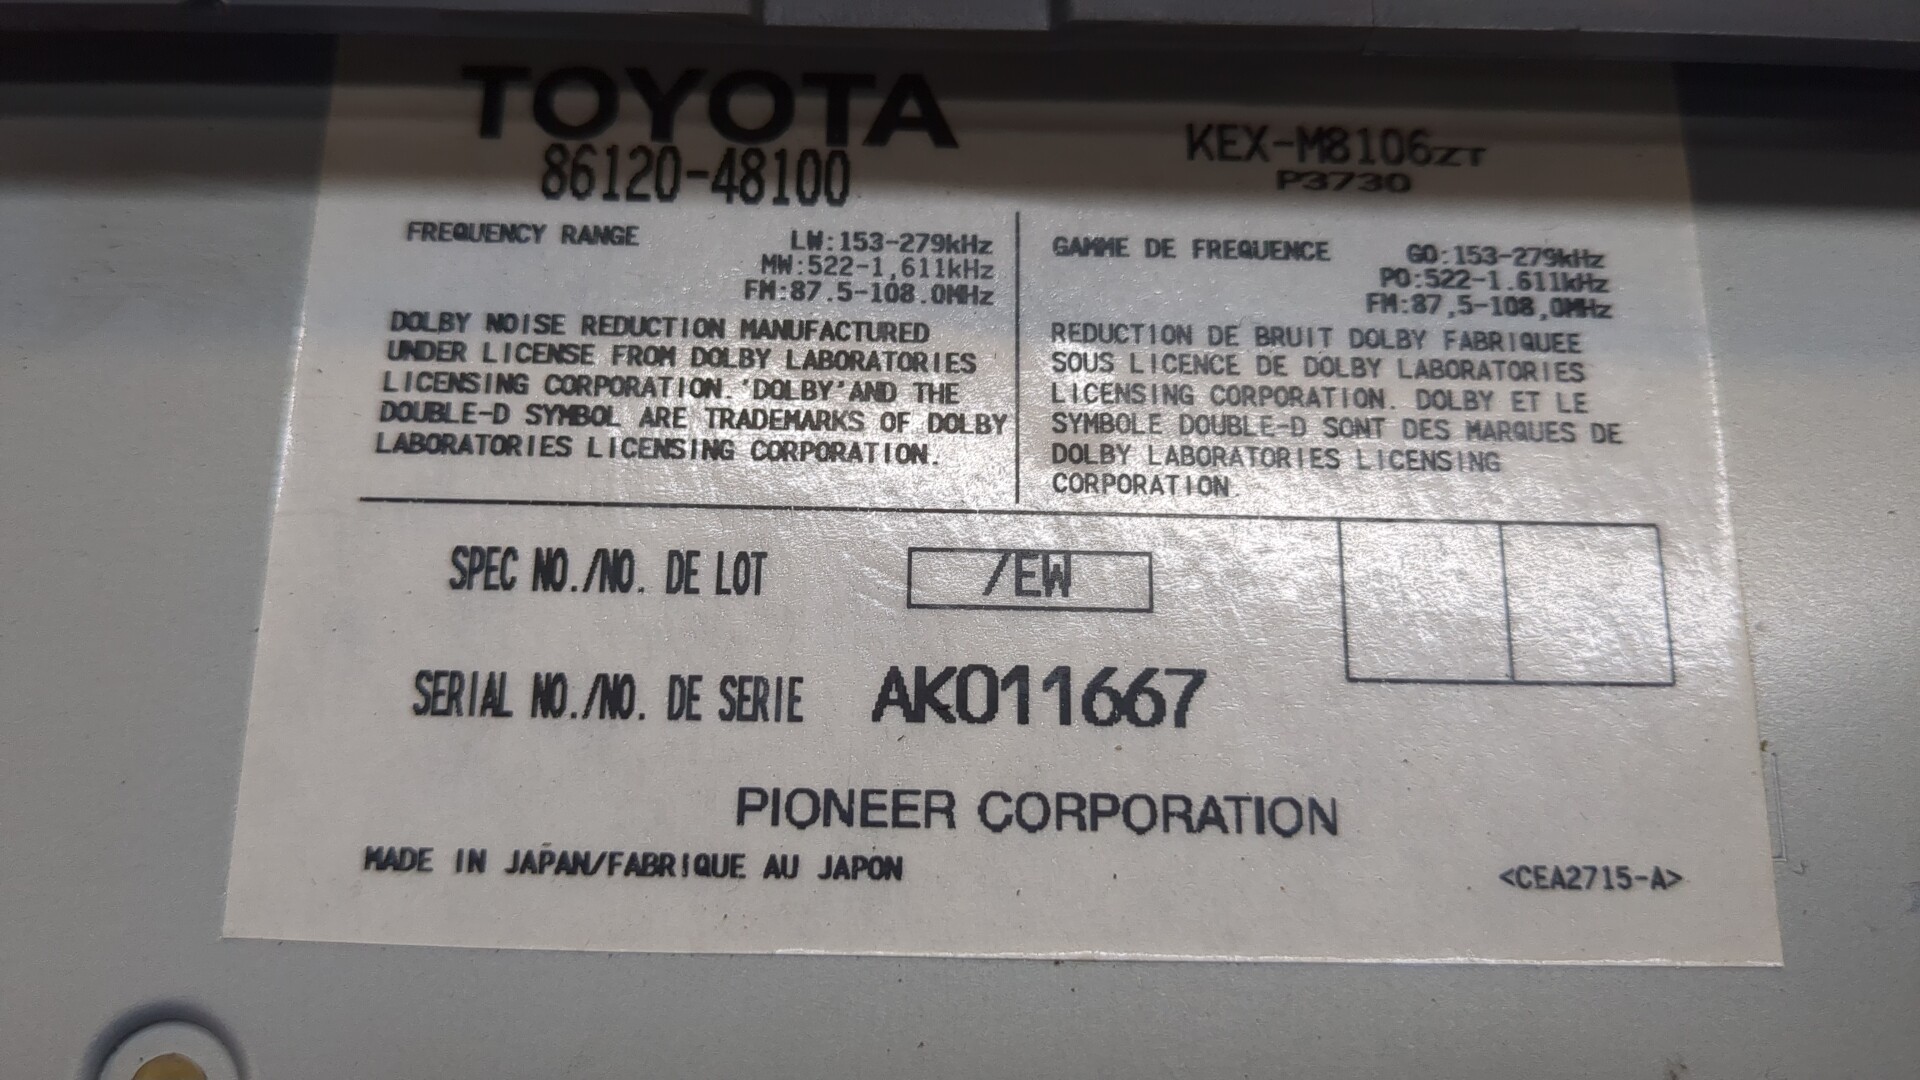 TOYOTA
86120-48100
KEX-M8106ZT
P3730
FREQUENCY RANGE LW:153-279kHz
MW:522-1,611kHz
FM:87.5-108.0MHz
DOLBY NOISE REDUCTION MANUFACTURED
UNDER LICENSE FROM DOLBY LABORATORIES
LICENSING CORPORATION. 'DOLBY' AND THE
DOUBLE-D SYMBOL ARE TRADEMARKS OF DOLBY
LABORATORIES LICENSING CORPORATION.
GAMME DE FREQUENCE GO:153-279kHz
PO:522-1.611kHz
FM:87,5-108,0MHz
REDUCTION DE BRUIT DOLBY FABRIQUEE
SOUS LICENCE DE DOLBY LABORATORIES
LICENSING CORPORATION. DOLBY ET LE
SYMBOLE DOUBLE-D SONT DES MARQUES DE
DOLBY LABORATORIES LICENSING
CORPORATION.
SPEC NO./NO. DE LOT /EW
SERIAL NO./NO. DE SERIE AK011667
PIONEER CORPORATION
MADE IN JAPAN/FABRIQUE AU JAPON
<CEA2715-A>